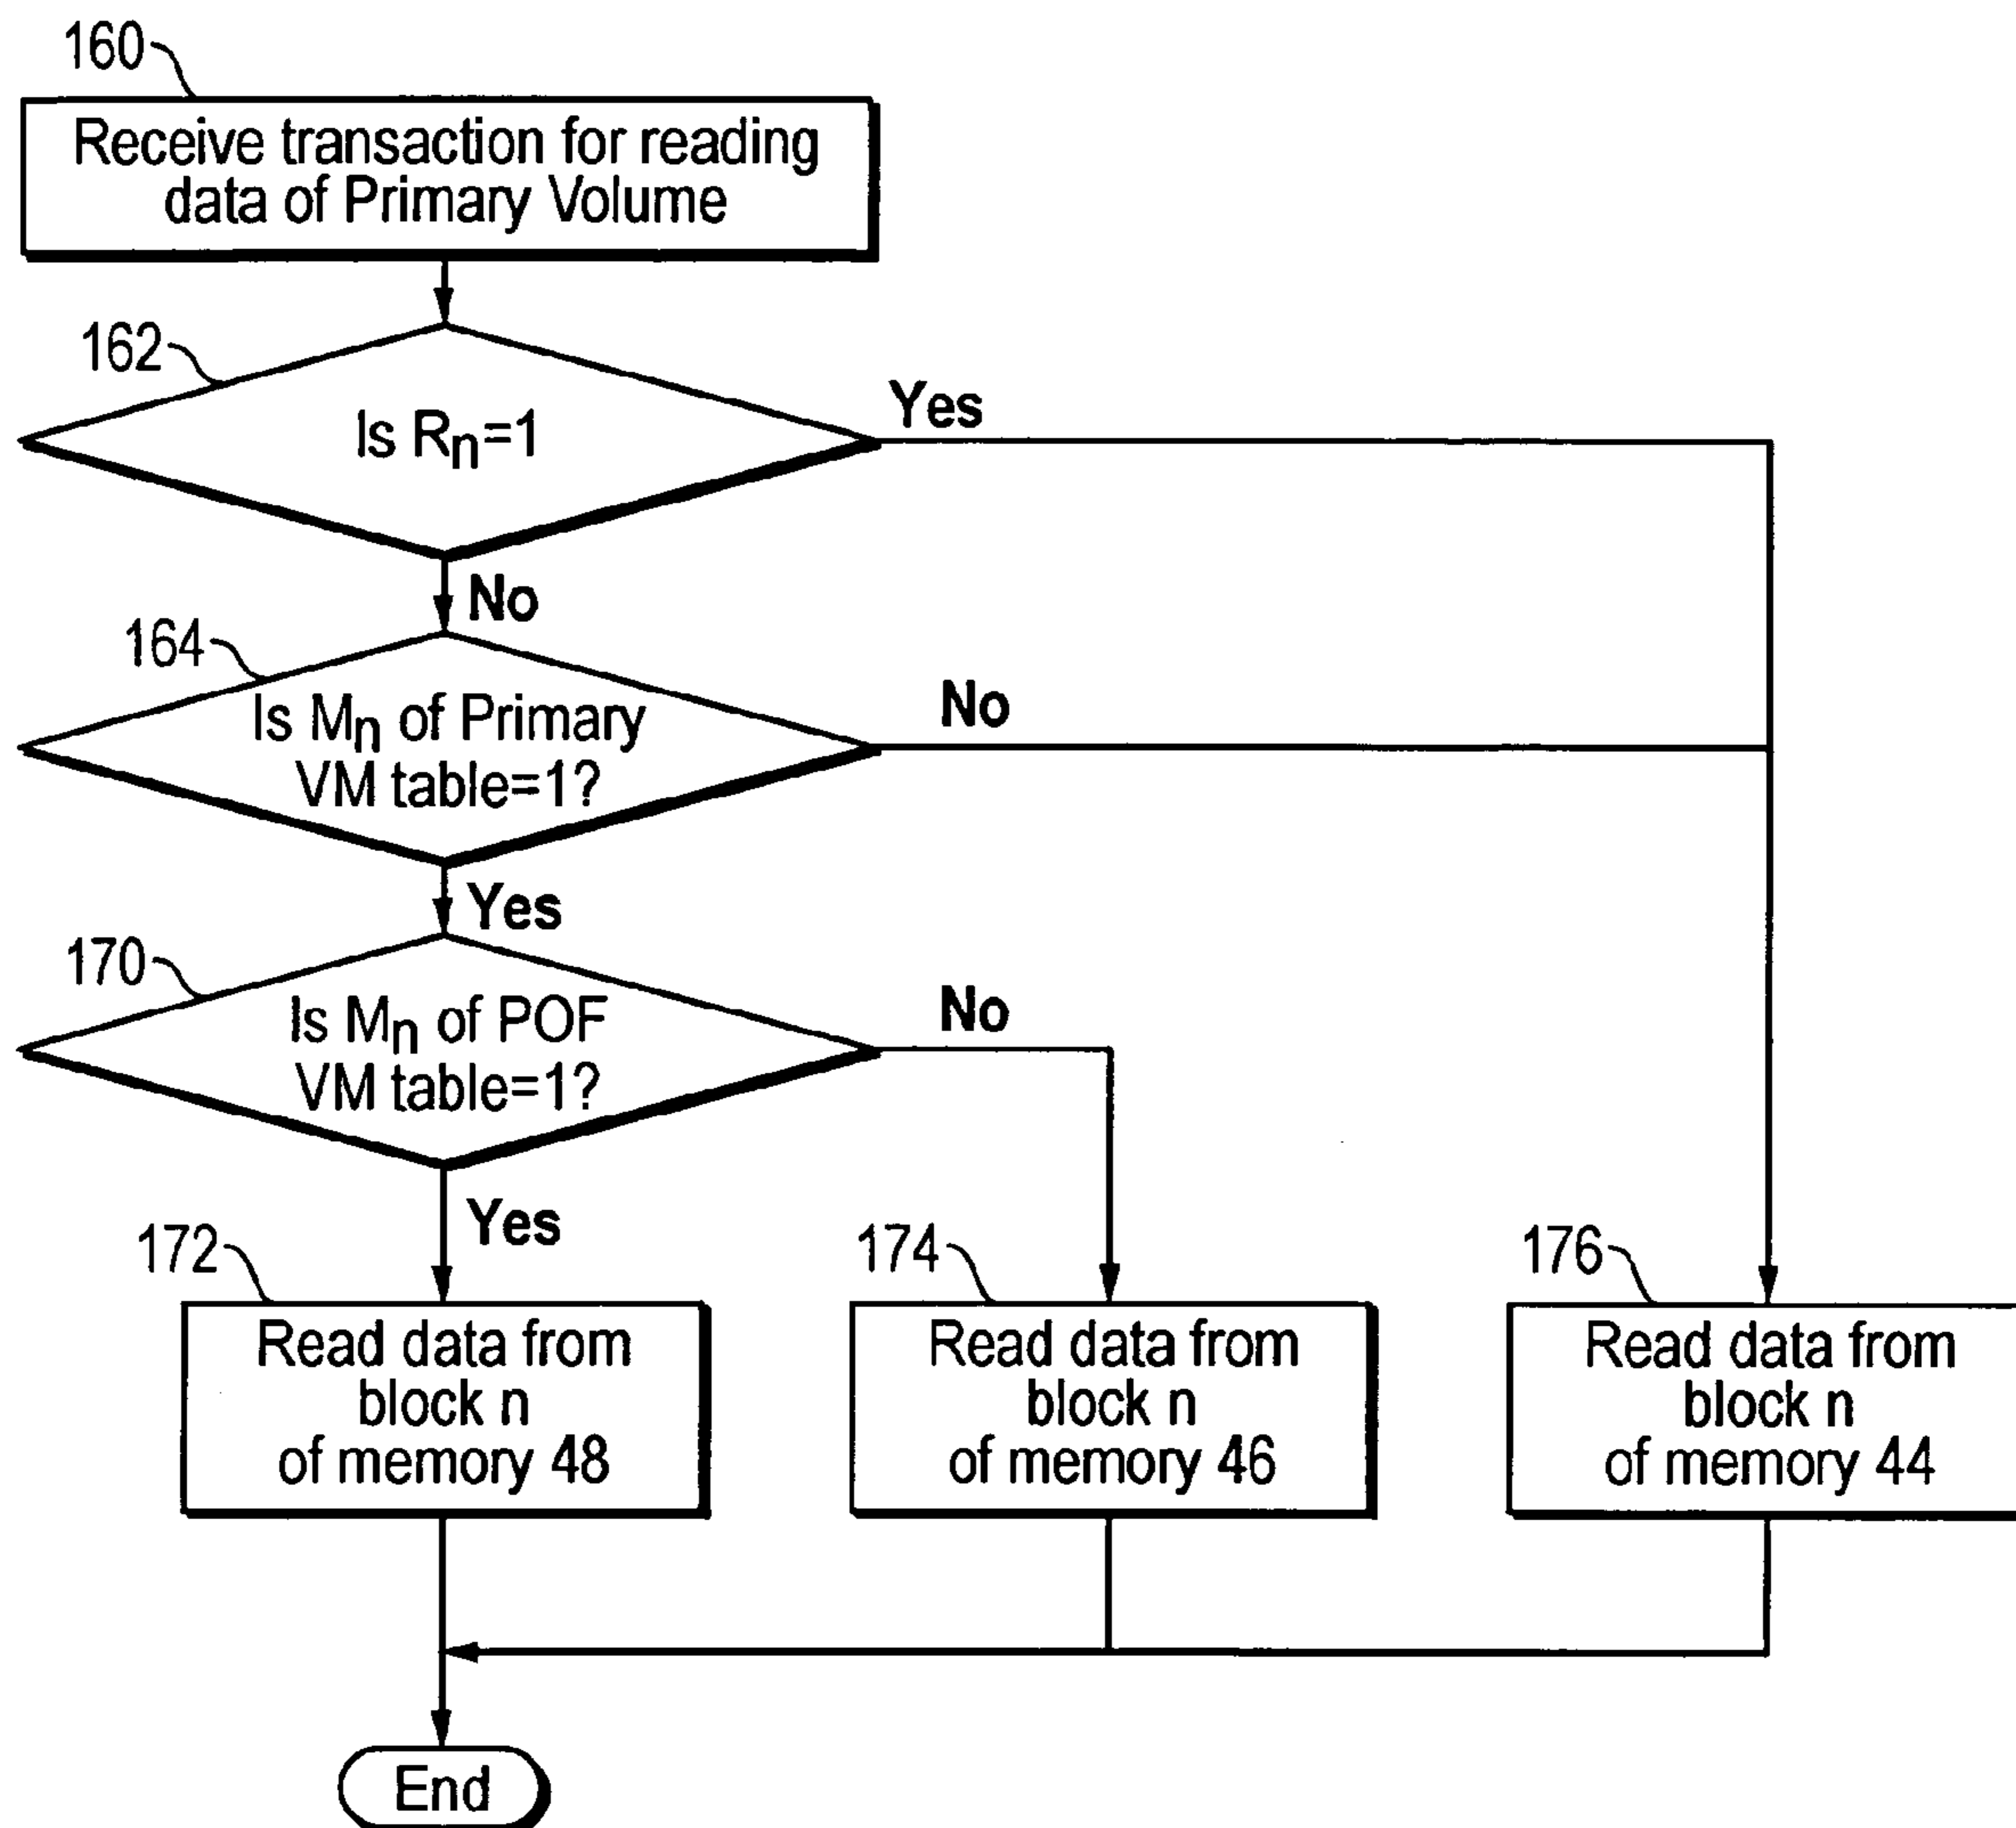 160
Receive transaction for reading
data of Primary Volume
162
Is Rn=1
Yes
No
164
Is Mn of Primary
VM table=1?
No
Yes
170
Is Mn of POF
VM table=1?
No
Yes
172
Read data from
block n
of memory 48
174
Read data from
block n
of memory 46
176
Read data from
block n
of memory 44
End